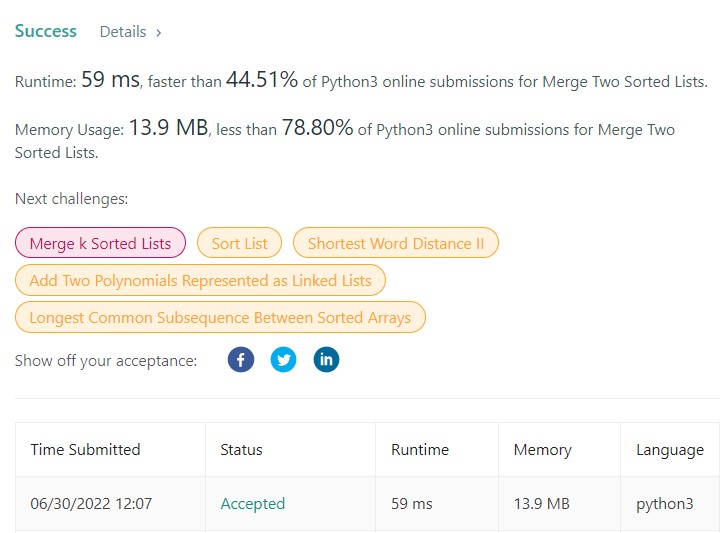 Success Details >
Runtime: 59 ms, faster than 44.51% of Python3 online submissions for Merge Two Sorted Lists.
Memory Usage: 13.9 MB, less than 78.80% of Python3 online submissions for Merge Two
Sorted Lists.
Next challenges:
Merge k Sorted Lists Sort List Shortest Word Distance II
Add Two Polynomials Represented as Linked Lists
Longest Common Subsequence Between Sorted Arrays
Show off your acceptance: f in
Time Submitted Status Runtime Memory Language
06/30/2022 12:07 Accepted 59 ms 13.9 MB python3